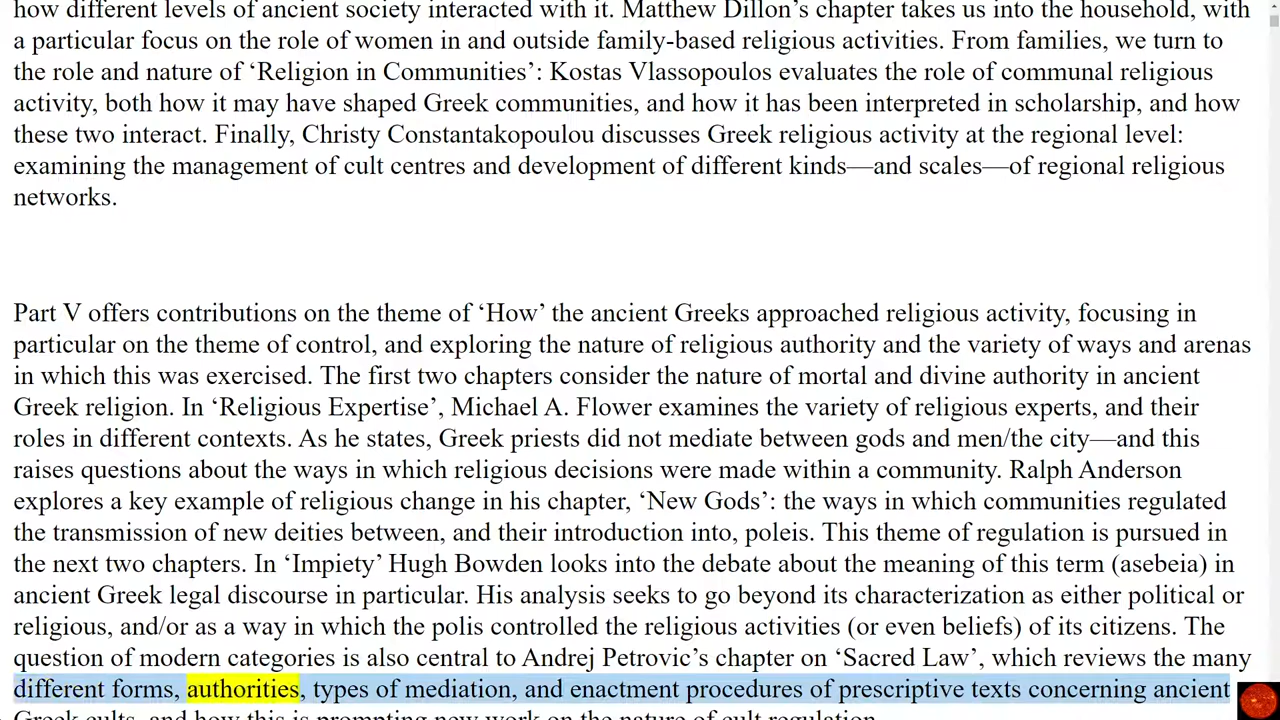 how different levels of ancient society interacted with it. Matthew Dillon’s chapter takes us into the household, with
a particular focus on the role of women in and outside family-based religious activities. From families, we turn to
the role and nature of ‘Religion in Communities’: Kostas Vlassopoulos evaluates the role of communal religious
activity, both how it may have shaped Greek communities, and how it has been interpreted in scholarship, and how
these two interact. Finally, Christy Constantakopoulou discusses Greek religious activity at the regional level:
examining the management of cult centres and development of different kinds—and scales—of regional religious
networks.
Part V offers contributions on the theme of ‘How’ the ancient Greeks approached religious activity, focusing in
particular on the theme of control, and exploring the nature of religious authority and the variety of ways and arenas
in which this was exercised. The first two chapters consider the nature of mortal and divine authority in ancient
Greek religion. In ‘Religious Expertise’, Michael A. Flower examines the variety of religious experts, and their
roles in different contexts. As he states, Greek priests did not mediate between gods and men/the city—and this
raises questions about the ways in which religious decisions were made within a community. Ralph Anderson
explores a key example of religious change in his chapter, ‘New Gods’: the ways in which communities regulated
the transmission of new deities between, and their introduction into, poleis. This theme of regulation is pursued in
the next two chapters. In ‘Impiety’ Hugh Bowden looks into the debate about the meaning of this term (asebeia) in
ancient Greek legal discourse in particular. His analysis seeks to go beyond its characterization as either political or
religious, and/or as a way in which the polis controlled the religious activities (or even beliefs) of its citizens. The
question of modern categories is also central to Andrej Petrovic’s chapter on ‘Sacred Law’, which reviews the many
different forms, authorities, types of mediation, and enactment procedures of prescriptive texts concerning ancient
Greek cults, and how this is prompting new work on the nature of cult regulation.